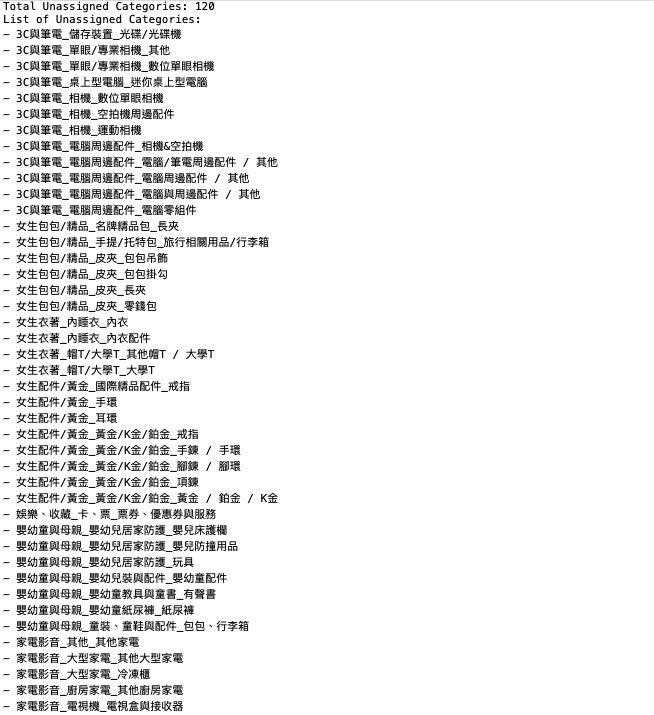 Total Unassigned Categories: 120
List of Unassigned Categories:
- 3C與筆電_儲存裝置_光碟/光碟機
- 3C與筆電_單眼/專業相機_其他
- 3C與筆電_單眼/專業相機_數位單眼相機
- 3C與筆電_桌上型電腦_迷你桌上型電腦
- 3C與筆電_相機_數位單眼相機
- 3C與筆電_相機_空拍機周邊配件
- 3C與筆電_相機_運動相機
- 3C與筆電_電腦周邊配件_相機&空拍機
- 3C與筆電_電腦周邊配件_電腦/筆電周邊配件 / 其他
- 3C與筆電_電腦周邊配件_電腦周邊配件 / 其他
- 3C與筆電_電腦周邊配件_電腦與周邊配件 / 其他
- 3C與筆電_電腦周邊配件_電腦零組件
- 女生包包/精品_名牌精品包_長夾
- 女生包包/精品_手提/托特包_旅行相關用品/行李箱
- 女生包包/精品_皮夾_包包吊飾
- 女生包包/精品_皮夾_包包掛勾
- 女生包包/精品_皮夾_長夾
- 女生包包/精品_皮夾_零錢包
- 女生衣著_內睡衣_內衣
- 女生衣著_內睡衣_內衣配件
- 女生衣著_帽T/大學T_其他帽T / 大學T
- 女生衣著_帽T/大學T_大學T
- 女生配件/黃金_國際精品配件_戒指
- 女生配件/黃金_手環
- 女生配件/黃金_耳環
- 女生配件/黃金_黃金/K金/鉑金_戒指
- 女生配件/黃金_黃金/K金/鉑金_手鍊 / 手環
- 女生配件/黃金_黃金/K金/鉑金_腳鍊 / 腳環
- 女生配件/黃金_黃金/K金/鉑金_項鍊
- 女生配件/黃金_黃金/K金/鉑金_黃金 / 鉑金 / K金
- 娛樂、收藏_卡、票_票券、優惠券與服務
- 嬰幼童與母親_嬰幼兒居家防護_嬰兒床護欄
- 嬰幼童與母親_嬰幼兒居家防護_嬰兒防撞用品
- 嬰幼童與母親_嬰幼兒居家防護_玩具
- 嬰幼童與母親_嬰幼兒裝與配件_嬰幼童配件
- 嬰幼童與母親_嬰幼童教具與童書_有聲書
- 嬰幼童與母親_嬰幼童紙尿褲_紙尿褲
- 嬰幼童與母親_童裝、童鞋與配件_包包、行李箱
- 家電影音_其他_其他家電
- 家電影音_大型家電_其他大型家電
- 家電影音_大型家電_冷凍櫃
- 家電影音_廚房家電_其他廚房家電
- 家電影音_電視機_電視盒與接收器